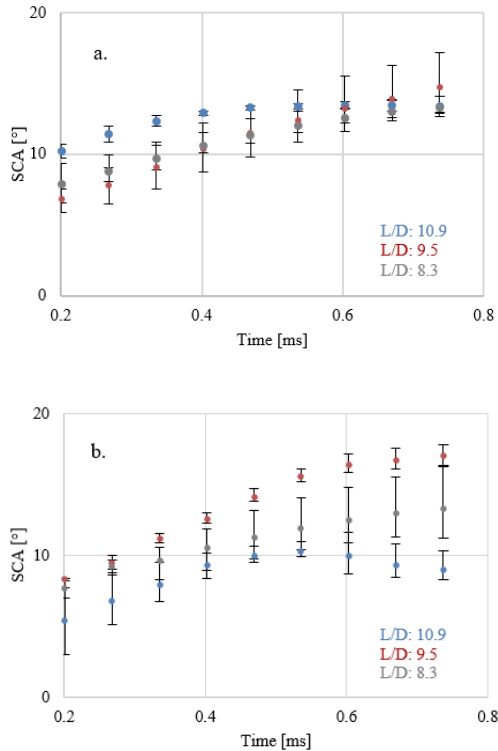 20
a.
SCA [°]
10
L/D: 10.9
L/D: 9.5
L/D: 8.3
0
0.2 0.4 0.6 0.8
Time [ms]
20
b.
SCA [°]
10
L/D: 10.9
L/D: 9.5
L/D: 8.3
0
0.2 0.4 0.6 0.8
Time [ms]